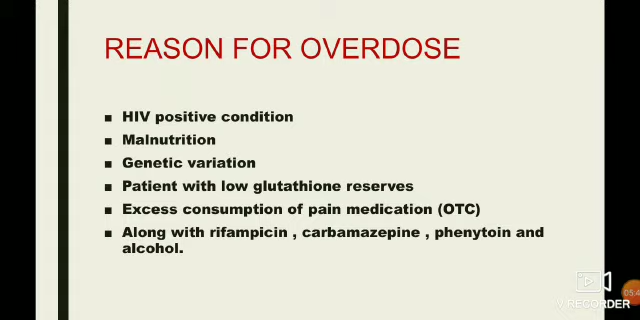 REASON FOR OVERDOSE
▪ HIV positive condition
▪ Malnutrition
▪ Genetic variation
▪ Patient with low glutathione reserves
▪ Excess consumption of pain medication (OTC)
▪ Along with rifampicin , carbamazepine , phenytoin and
alcohol.
RECORDER